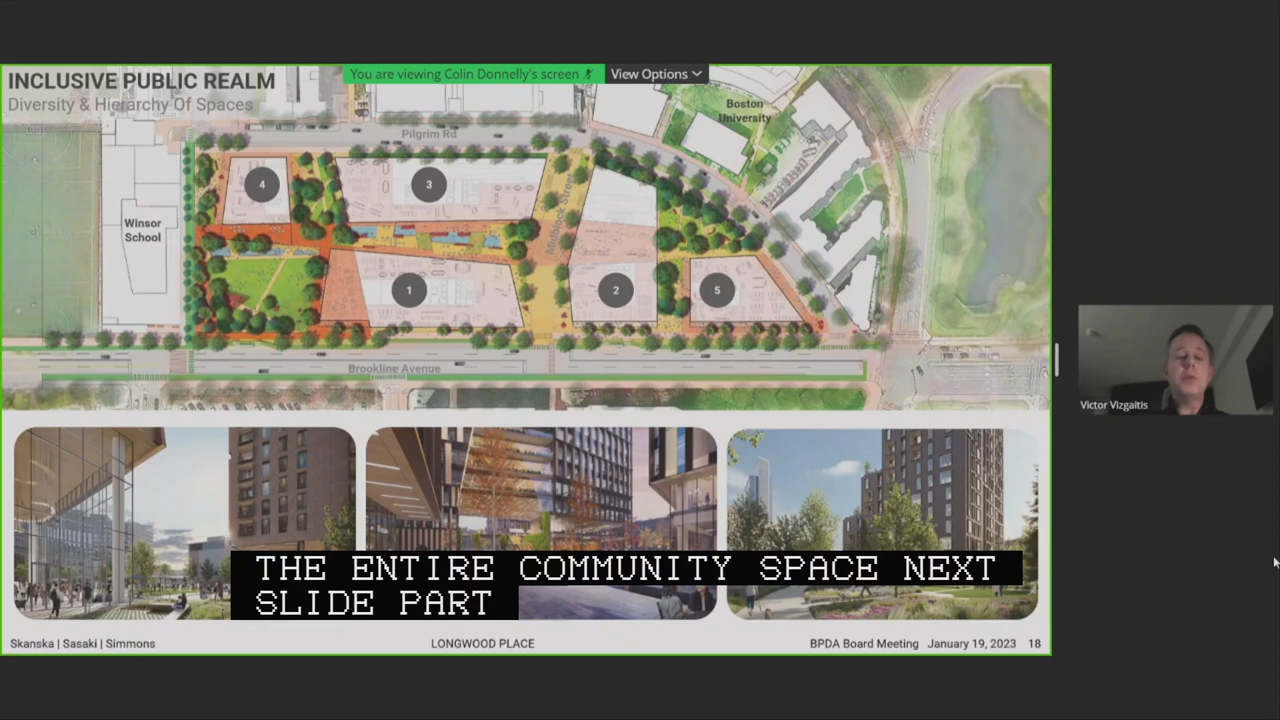 INCLUSIVE PUBLIC REALM
Diversity & Hierarchy Of Spaces
You are viewing Colin Donnelly's screen
View Options
Boston
University
Pilgrim Rd
Midblock Street
Winsor
School
4
3
1
2
5
Brookline Avenue
Victor Vizgaitis
THE ENTIRE COMMUNITY SPACE NEXT
SLIDE PART
Skanska | Sasaki | Simmons
LONGWOOD PLACE
BPDA Board Meeting January 19, 2023 18